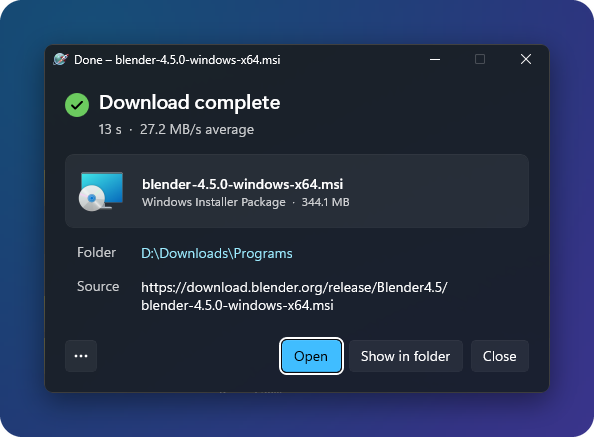 Done – blender-4.5.0-windows-x64.msi
Download complete
13 s · 27.2 MB/s average
blender-4.5.0-windows-x64.msi
Windows Installer Package · 344.1 MB
Folder D:\Downloads\Programs
Source https://download.blender.org/release/Blender4.5/
blender-4.5.0-windows-x64.msi
Open Show in folder Close